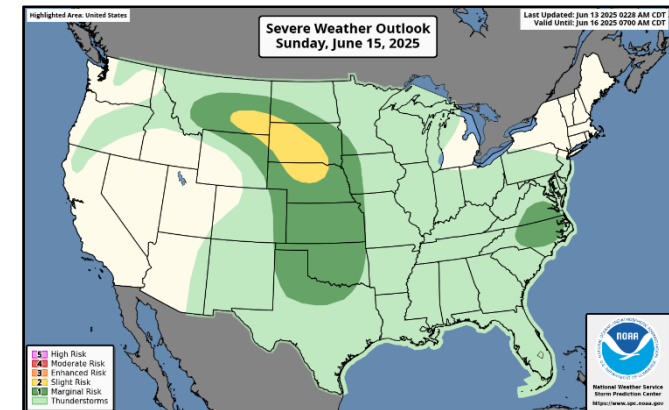 Highlighted Area: United States
Severe Weather Outlook
Sunday, June 15, 2025
Last Updated: Jun 13 2025 0228 AM CDT
Valid Until: Jun 16 2025 0700 AM CDT
5 High Risk
4 Moderate Risk
3 Enhanced Risk
2 Slight Risk
1 Marginal Risk
Thunderstorms
NOAA
National Weather Service
Storm Prediction Center
https://www.spc.noaa.gov